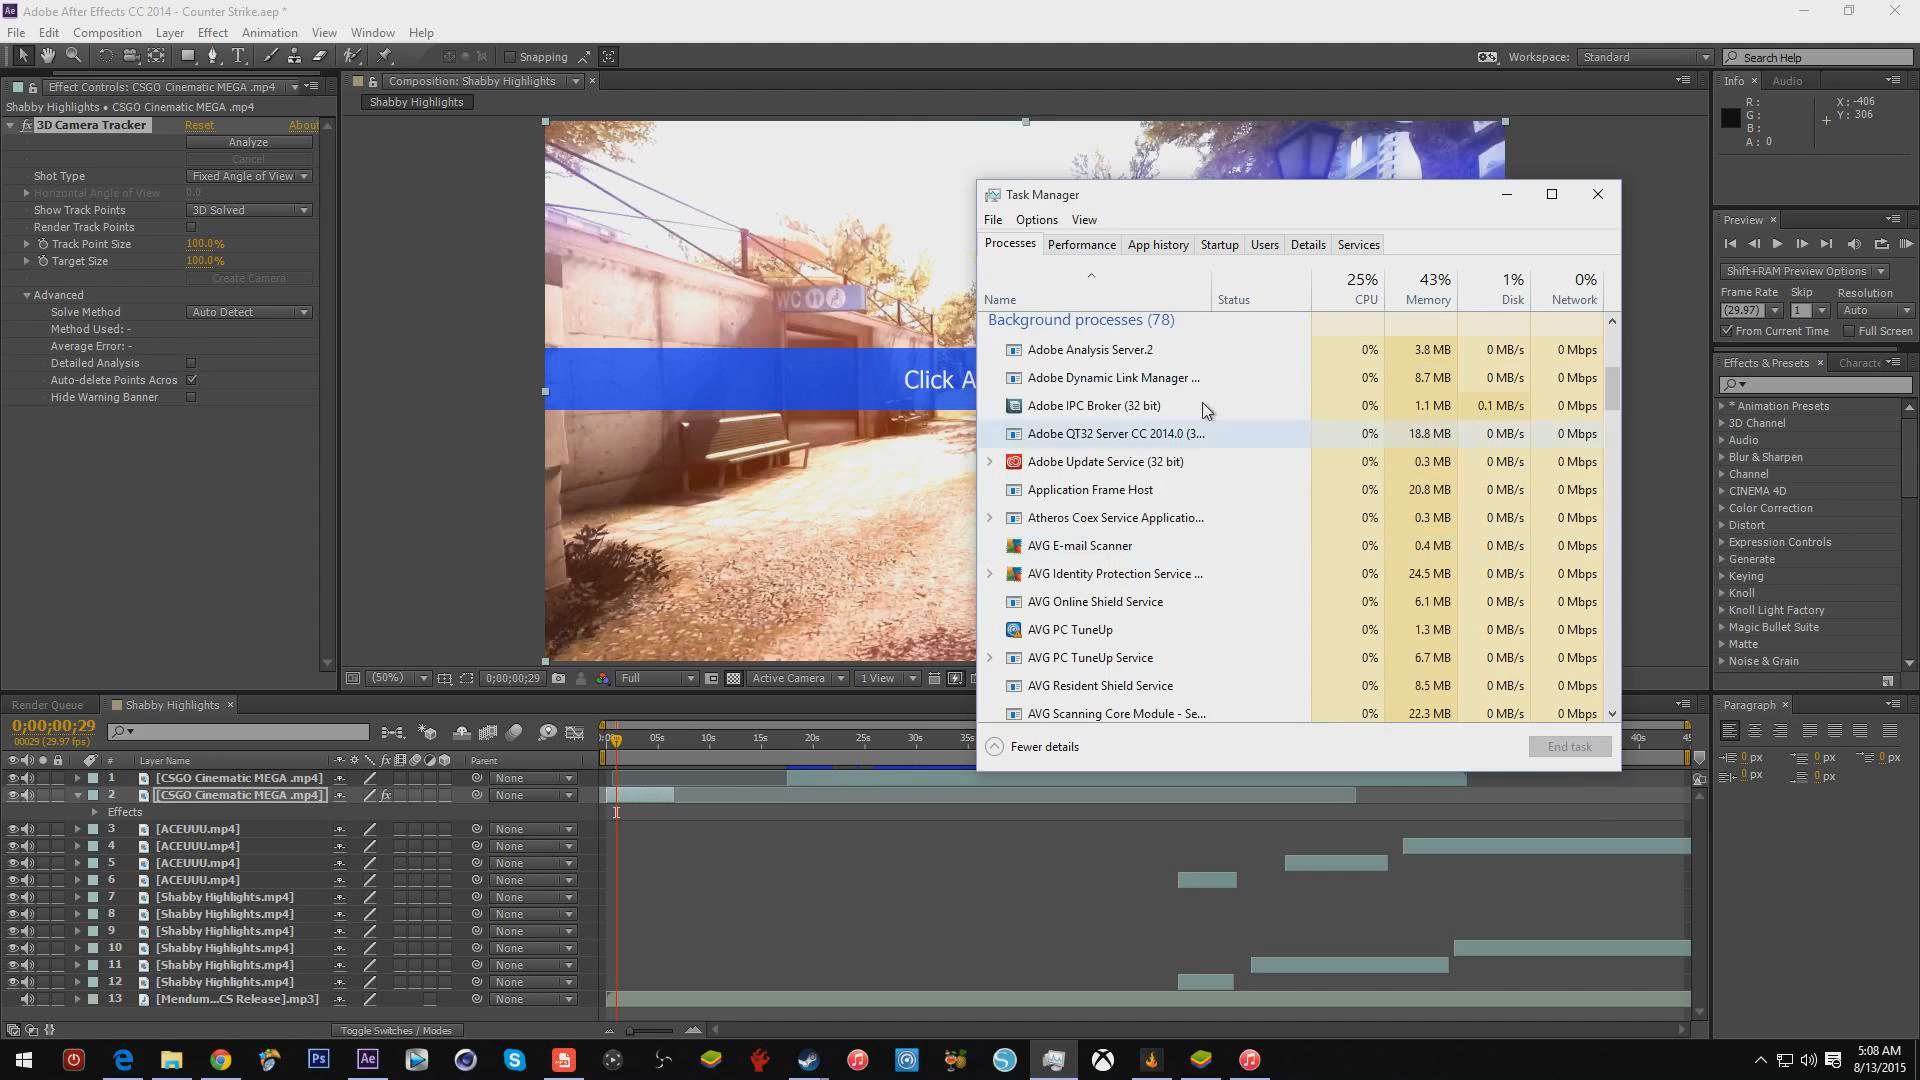 Adobe After Effects CC 2014 - Counter Strike.aep *
File Edit Composition Layer Effect Animation View Window Help
Snapping
Workspace: Standard
Search Help
Effect Controls: CSGO Cinematic MEGA .mp4
Shabby Highlights • CSGO Cinematic MEGA .mp4
fx 3D Camera Tracker Reset About
Analyze
Cancel
Shot Type Fixed Angle of View
Horizontal Angle of View 0.0
Show Track Points 3D Solved
Render Track Points
Track Point Size 100.0%
Target Size 100.0%
Create Camera
Advanced
Solve Method Auto Detect
Method Used: -
Average Error: -
Detailed Analysis
Auto-delete Points Acros
Hide Warning Banner
Composition: Shabby Highlights
Shabby Highlights
WC
Click A
(50%) 0;00;00;29 Full Active Camera 1 View
Task Manager
File Options View
Processes Performance App history Startup Users Details Services
25% 43% 1% 0%
Name Status CPU Memory Disk Network
Background processes (78)
Adobe Analysis Server.2 0% 3.8 MB 0 MB/s 0 Mbps
Adobe Dynamic Link Manager ... 0% 8.7 MB 0 MB/s 0 Mbps
Adobe IPC Broker (32 bit) 0% 1.1 MB 0.1 MB/s 0 Mbps
Adobe QT32 Server CC 2014.0 (3... 0% 18.8 MB 0 MB/s 0 Mbps
Adobe Update Service (32 bit) 0% 0.3 MB 0 MB/s 0 Mbps
Application Frame Host 0% 20.8 MB 0 MB/s 0 Mbps
Atheros Coex Service Applicatio... 0% 0.3 MB 0 MB/s 0 Mbps
AVG E-mail Scanner 0% 0.4 MB 0 MB/s 0 Mbps
AVG Identity Protection Service ... 0% 24.5 MB 0 MB/s 0 Mbps
AVG Online Shield Service 0% 6.1 MB 0 MB/s 0 Mbps
AVG PC TuneUp 0% 1.3 MB 0 MB/s 0 Mbps
AVG PC TuneUp Service 0% 6.7 MB 0 MB/s 0 Mbps
AVG Resident Shield Service 0% 8.5 MB 0 MB/s 0 Mbps
AVG Scanning Core Module - Se... 0% 22.3 MB 0 MB/s 0 Mbps
Fewer details
End task
Info Audio
R: X: -406
G: Y: 306
B:
A: 0
Preview
Shift+RAM Preview Options
Frame Rate Skip Resolution
(29.97) 1 Auto
From Current Time Full Screen
Effects & Presets Characte
* Animation Presets
3D Channel
Audio
Blur & Sharpen
Channel
CINEMA 4D
Color Correction
Distort
Expression Controls
Generate
Keying
Knoll
Knoll Light Factory
Magic Bullet Suite
Matte
Noise & Grain
Paragraph
0 px 0 px 0 px
0 px 0 px
Render Queue Shabby Highlights
0;00;00;29
00029 (29.97 fps)
05s 10s 15s 20s 25s 30s 35s 40s 45
# Layer Name fx Parent
1 [CSGO Cinematic MEGA .mp4] None
2 [CSGO Cinematic MEGA .mp4] fx None
Effects
3 [ACEUUU.mp4] None
4 [ACEUUU.mp4] None
5 [ACEUUU.mp4] None
6 [ACEUUU.mp4] None
7 [Shabby Highlights.mp4] None
8 [Shabby Highlights.mp4] None
9 [Shabby Highlights.mp4] None
10 [Shabby Highlights.mp4] None
11 [Shabby Highlights.mp4] None
12 [Shabby Highlights.mp4] None
13 [Mendum...CS Release].mp3] None
Toggle Switches / Modes
Ps
Ae
5:08 AM
8/13/2015